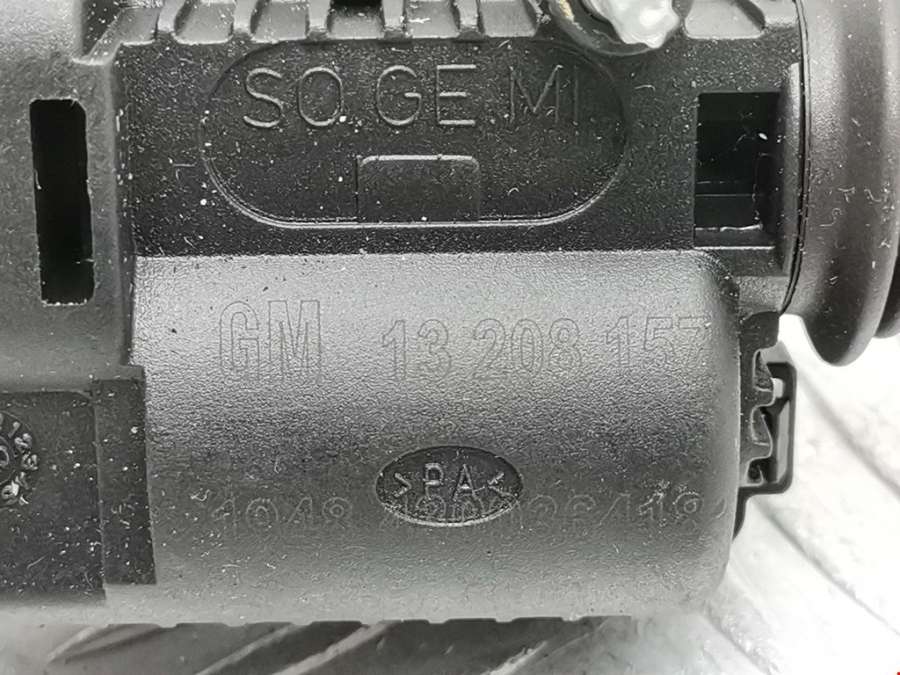 SO.GE.MI.
GM 13 208 157
>PA<